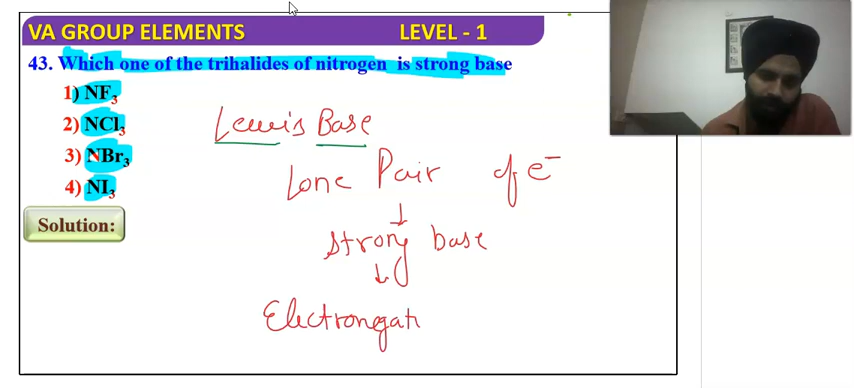 VA GROUP ELEMENTS LEVEL - 1
43. Which one of the trihalides of nitrogen is strong base
1) NF₃
2) NCl₃
3) NBr₃
4) NI₃
Solution:
Lewis Base
Lone Pair of e⁻
↓
strong base
↓
Electrongat